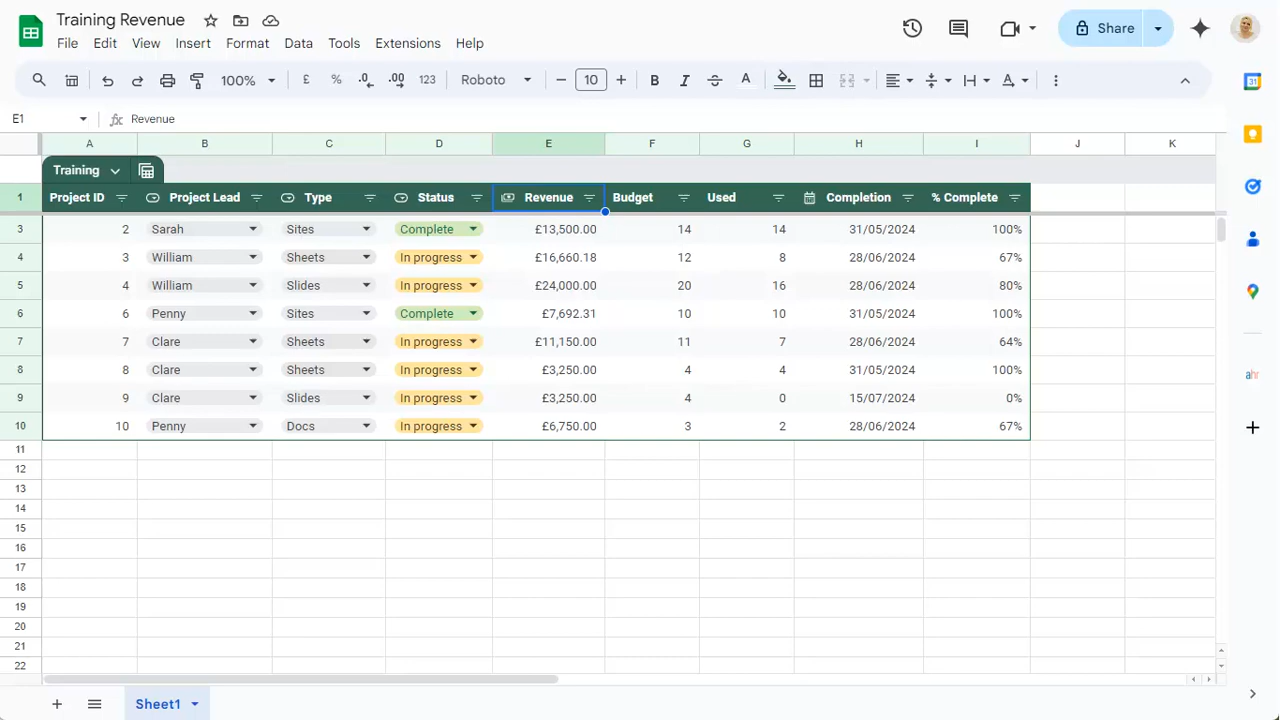 Training Revenue
File Edit View Insert Format Data Tools Extensions Help
Share
100% £ % .0 .00 123 Roboto 10 B I A
E1 fx Revenue
A B C D E F G H I J K
Training
1 Project ID Project Lead Type Status Revenue Budget Used Completion % Complete
3 2 Sarah Sites Complete £13,500.00 14 14 31/05/2024 100%
4 3 William Sheets In progress £16,660.18 12 8 28/06/2024 67%
5 4 William Slides In progress £24,000.00 20 16 28/06/2024 80%
6 6 Penny Sites Complete £7,692.31 10 10 31/05/2024 100%
7 7 Clare Sheets In progress £11,150.00 11 7 28/06/2024 64%
8 8 Clare Sheets In progress £3,250.00 4 4 31/05/2024 100%
9 9 Clare Slides In progress £3,250.00 4 0 15/07/2024 0%
10 10 Penny Docs In progress £6,750.00 3 2 28/06/2024 67%
11
12
13
14
15
16
17
18
19
20
21
22
31
ahr
Sheet1